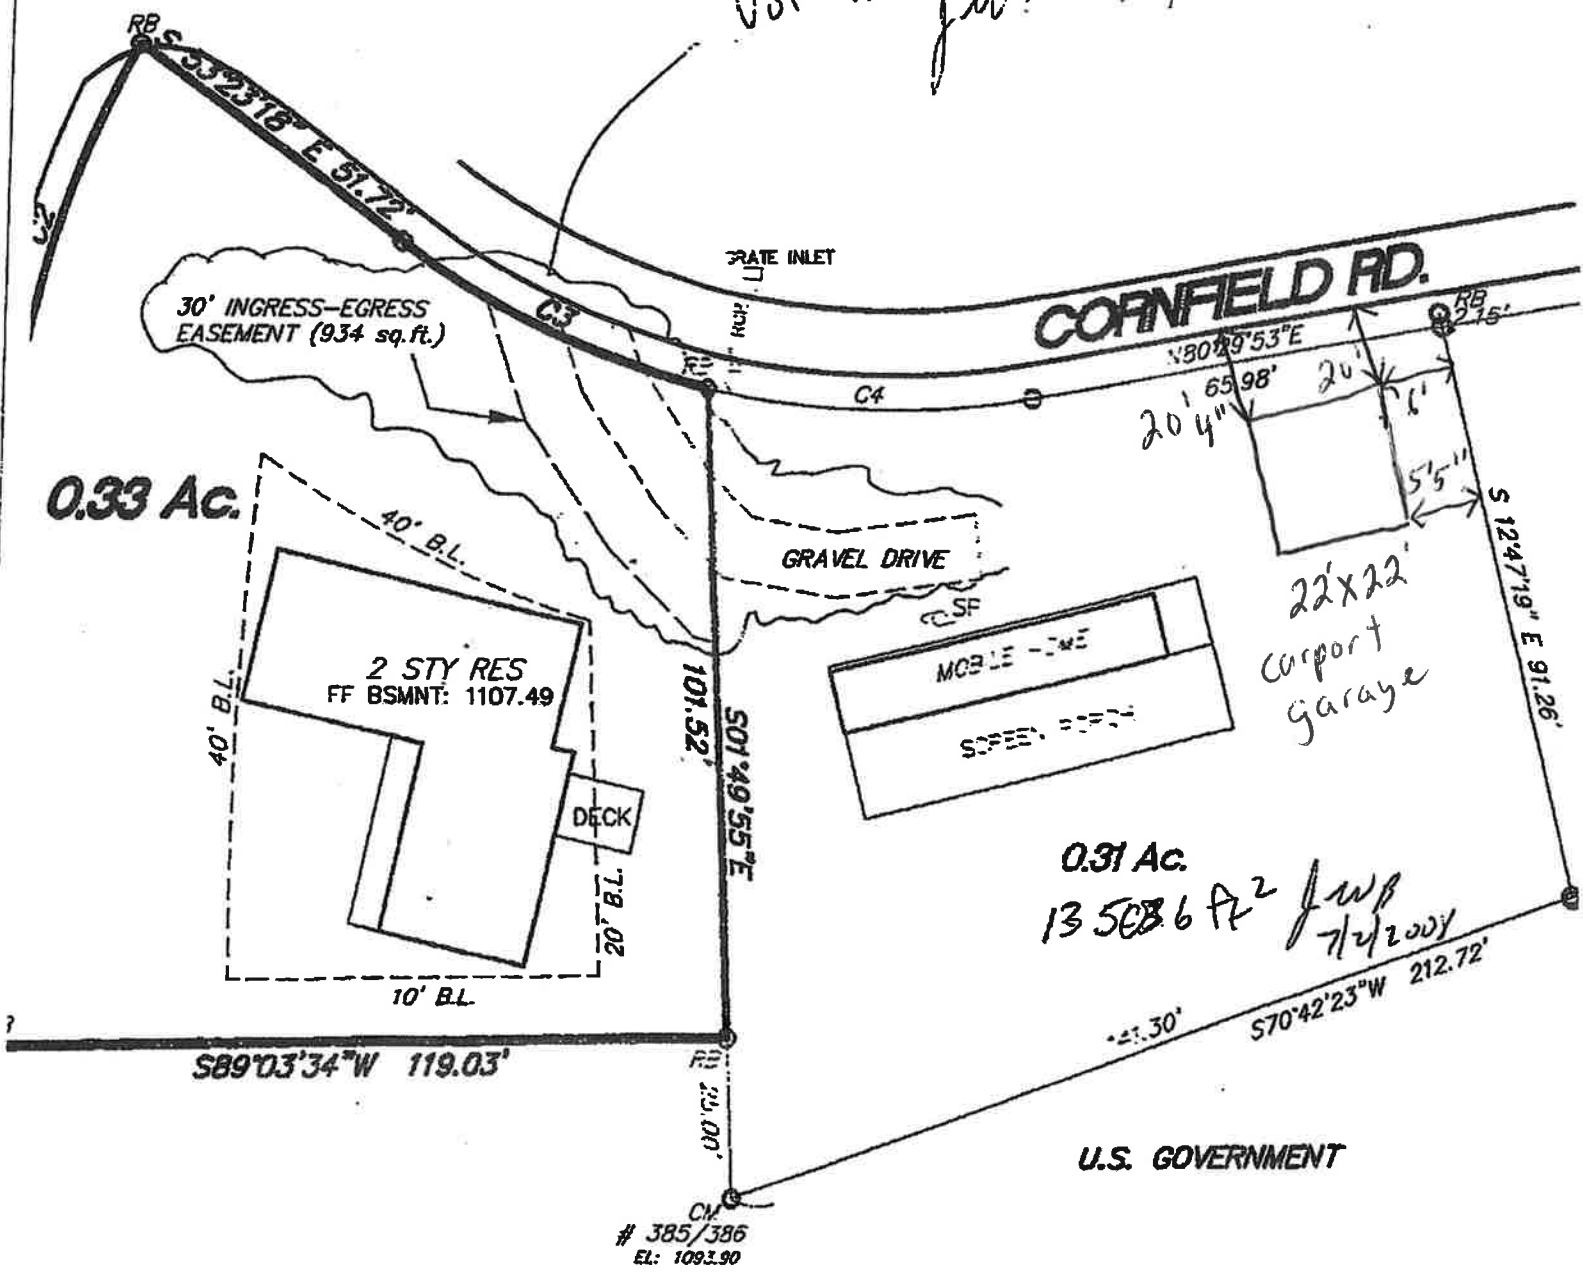 RB
S 53°23'18" E 51.72'
C2
GRATE INLET
CORNFIELD RD.
RB
2.15'
N80°29'53"E
65.98'
30' INGRESS-EGRESS
EASEMENT (934 sq.ft.)
C3
RB
C4
20'
6'
20' 4"
5'5"
S 12°47'19" E 91.26'
0.33 Ac.
40' B.L.
GRAVEL DRIVE
22'x22'
carport
garage
SF
MOBILE HOME
SCREEN PORCH
2 STY RES
FF BSMNT: 1107.49
40' B.L.
101.52'
S01°49'55"E
DECK
20' B.L.
10' B.L.
0.31 Ac.
ft²
JWB
S70°42'23"W 212.72'
S89°03'34"W 119.03'
RB
U.S. GOVERNMENT
CM
# 385/386
EL: 1093.90